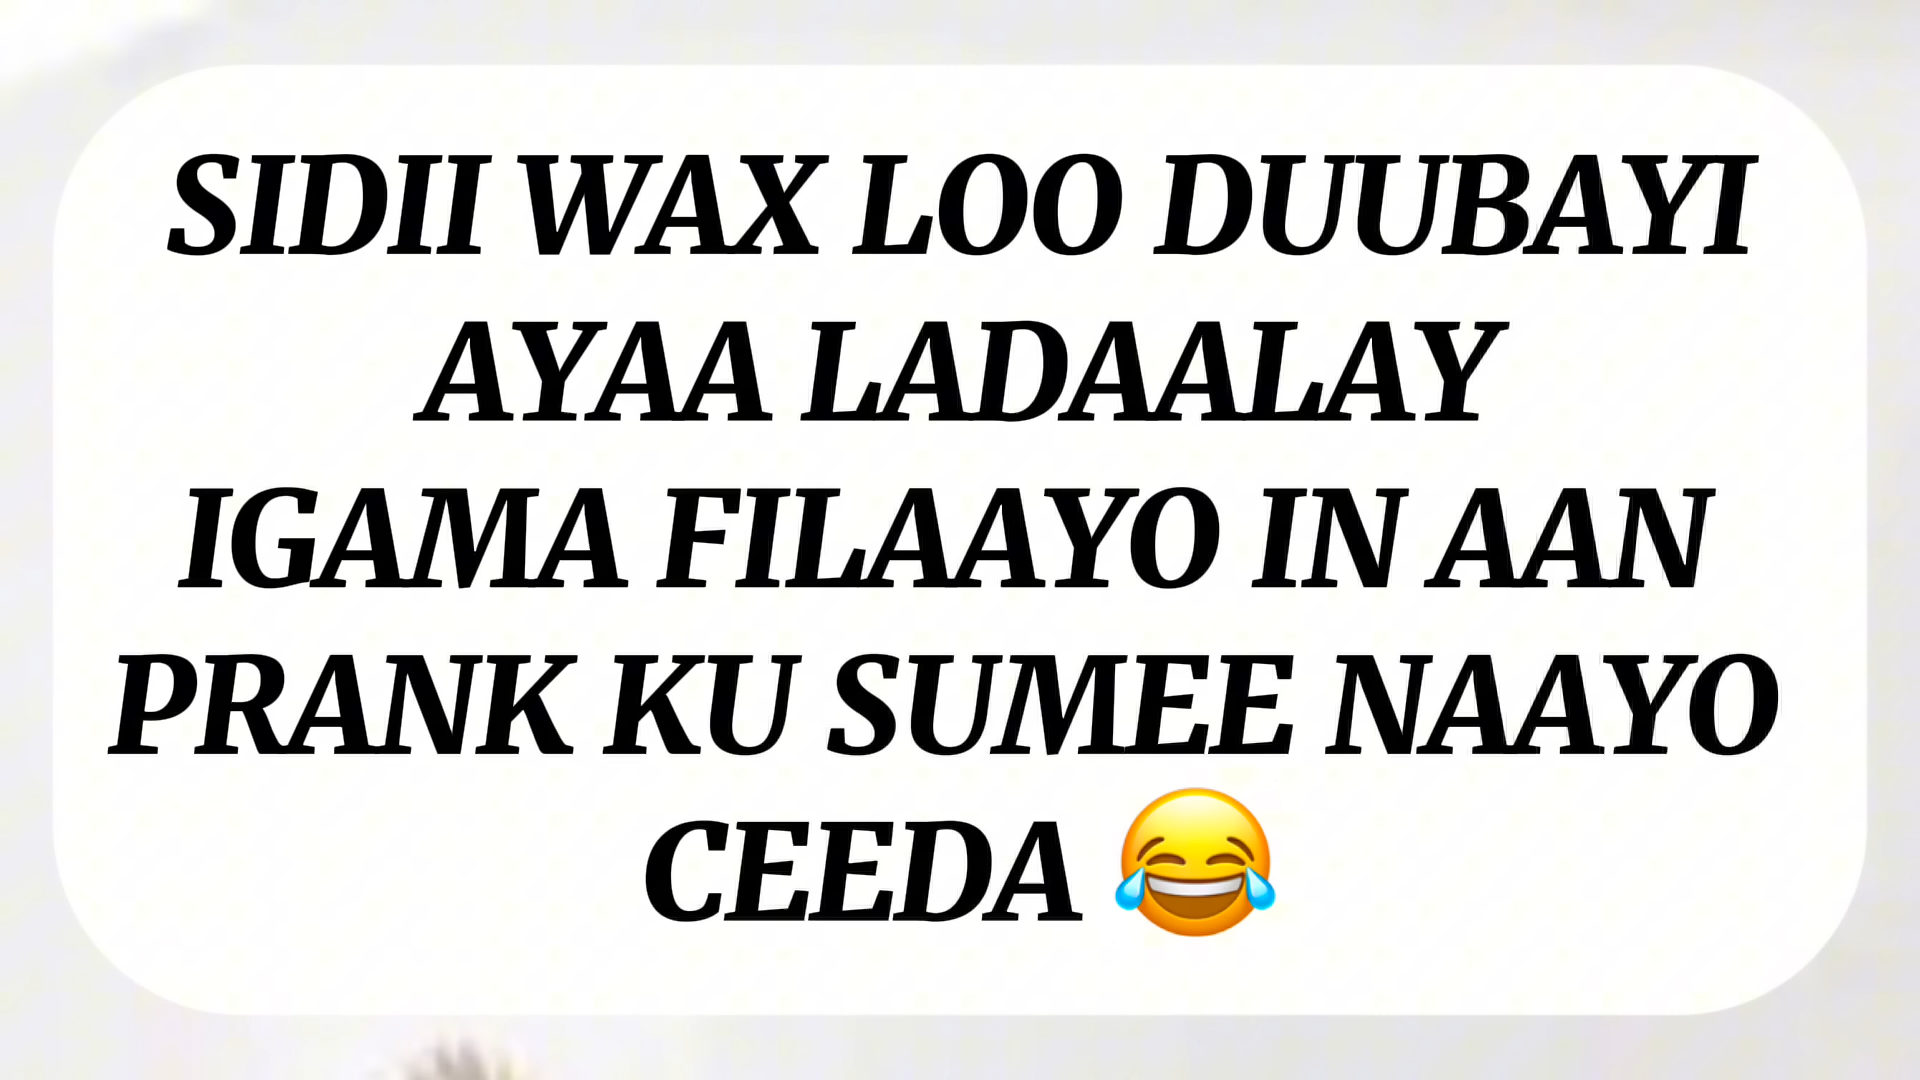 SIDII WAX LOO DUUBAYI
AYAA LADAALAY
IGAMA FILAAYO IN AAN
PRANK KU SUMEE NAAYO
CEEDA 😂